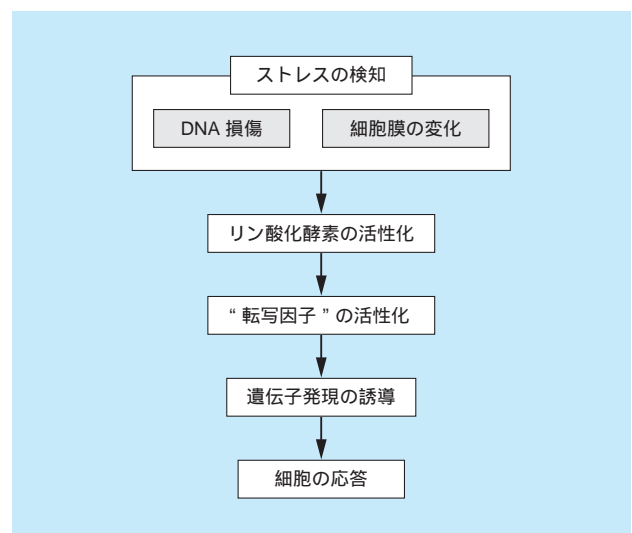 ストレスの検知
DNA 損傷
細胞膜の変化
リン酸化酵素の活性化
“ 転写因子 ” の活性化
遺伝子発現の誘導
細胞の応答